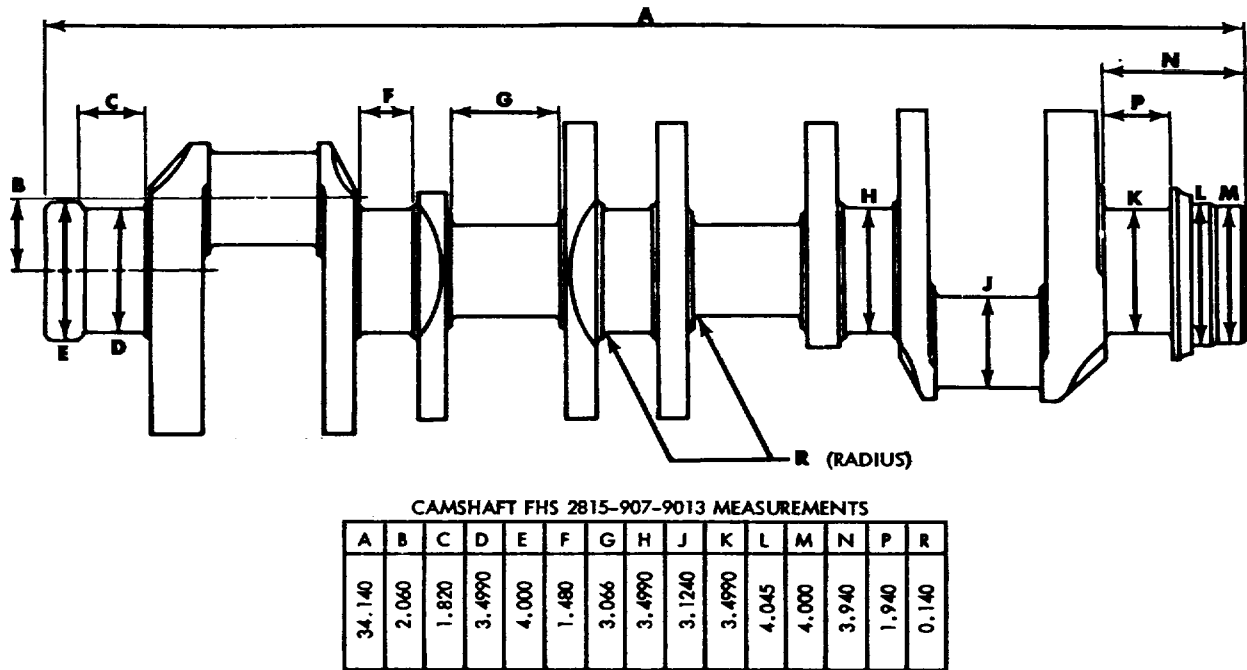 A
N
C
F
G
P
B
H
K
L
M
J
E
D
R (RADIUS)
CAMSHAFT FHS 2815-907-9013 MEASUREMENTS
A B C D E F G H J K L M N P R
34.140 2.060 1.820 3.4990 4.000 1.480 3.066 3.4990 3.1240 3.4990 4.045 4.000 3.940 1.940 0.140